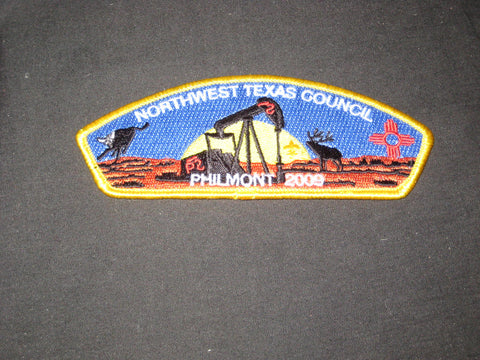 NORTHWEST TEXAS COUNCIL
PHILMONT 2009